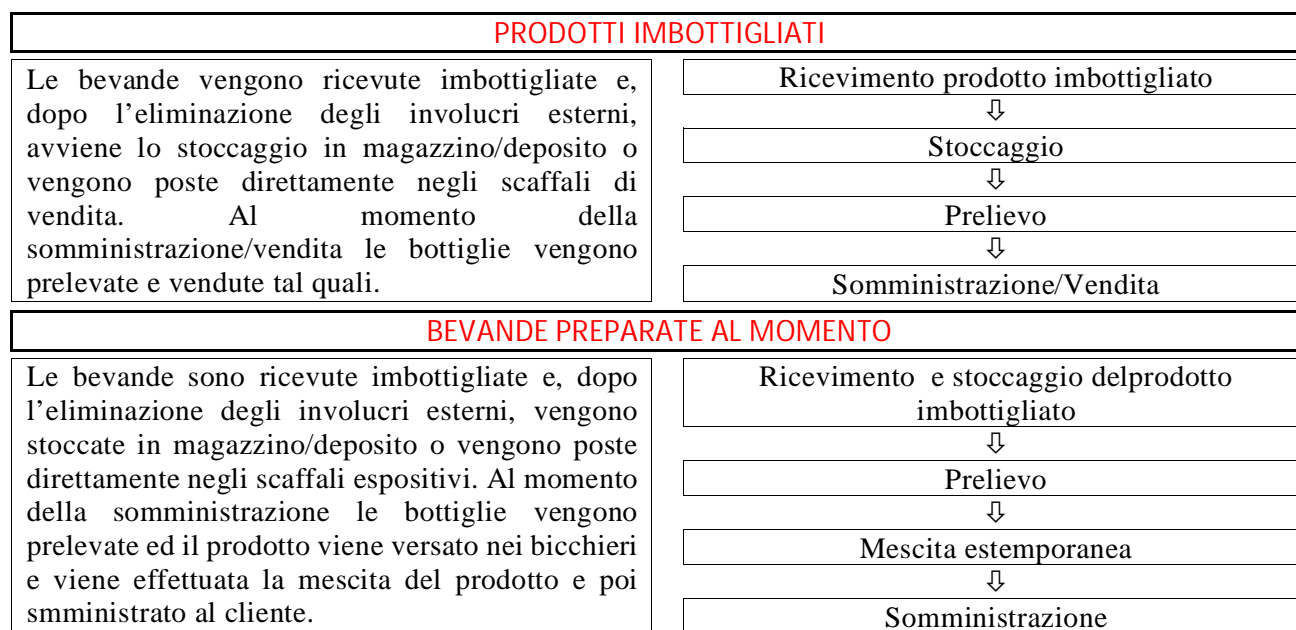 PRODOTTI IMBOTTIGLIATI
Le bevande vengono ricevute imbottigliate e,
dopo l'eliminazione degli involucri esterni,
avviene lo stoccaggio in magazzino/deposito o
vengono poste direttamente negli scaffali di
vendita. Al momento della
somministrazione/vendita le bottiglie vengono
prelevate e vendute tal quali.
Ricevimento prodotto imbottigliato
⇩
Stoccaggio
⇩
Prelievo
⇩
Somministrazione/Vendita
BEVANDE PREPARATE AL MOMENTO
Le bevande sono ricevute imbottigliate e, dopo
l'eliminazione degli involucri esterni, vengono
stoccate in magazzino/deposito o vengono poste
direttamente negli scaffali espositivi. Al momento
della somministrazione le bottiglie vengono
prelevate ed il prodotto viene versato nei bicchieri
e viene effettuata la mescita del prodotto e poi
smministrato al cliente.
Ricevimento e stoccaggio delprodotto
imbottigliato
⇩
Prelievo
⇩
Mescita estemporanea
⇩
Somministrazione